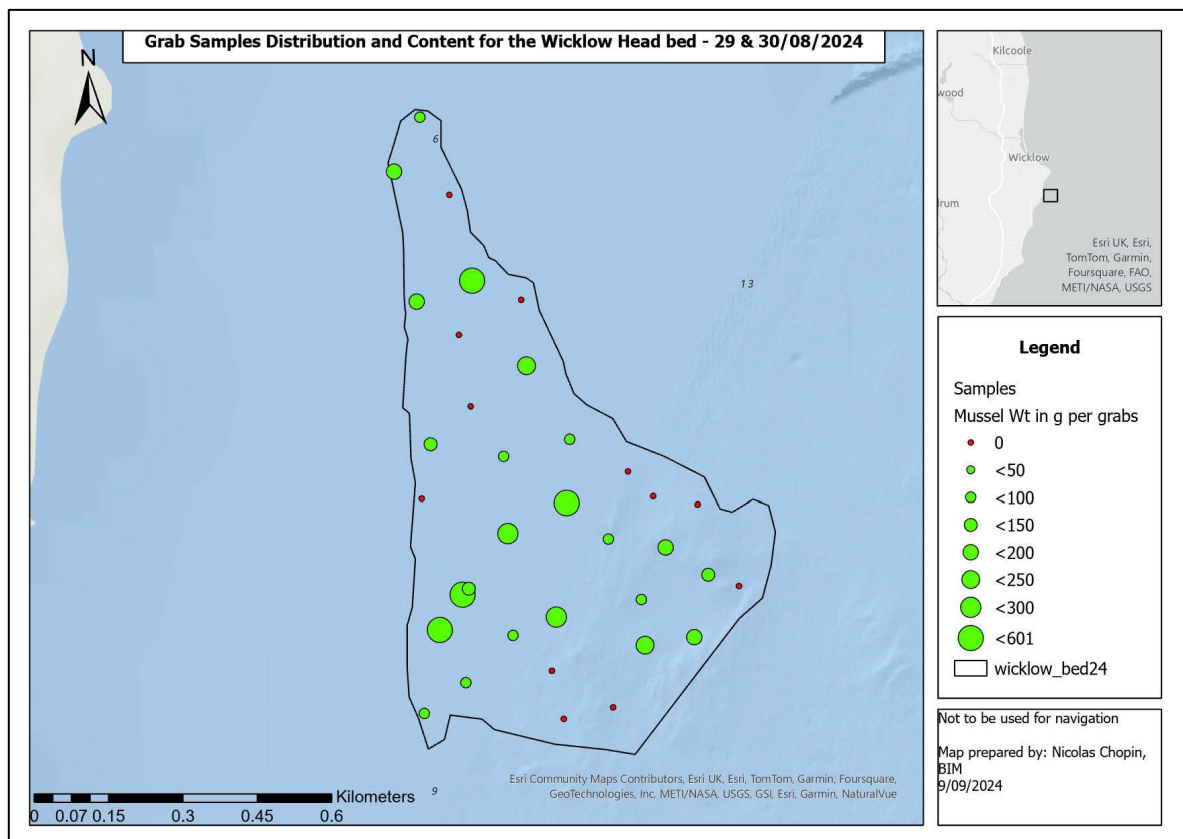 Grab Samples Distribution and Content for the Wicklow Head bed - 29 & 30/08/2024
N
6
13
9
Esri Community Maps Contributors, Esri UK, Esri, TomTom, Garmin, Foursquare,
GeoTechnologies, Inc, METI/NASA, USGS, GSI, Esri, Garmin, NaturalVue
Kilometers
0 0.07 0.15 0.3 0.45 0.6
Kilcoole
wood
Wicklow
drum
Esri UK, Esri,
TomTom, Garmin,
Foursquare, FAO,
METI/NASA, USGS
Legend
Samples
Mussel Wt in g per grabs
0
<50
<100
<150
<200
<250
<300
<601
wicklow_bed24
Not to be used for navigation
Map prepared by: Nicolas Chopin,
BIM
9/09/2024